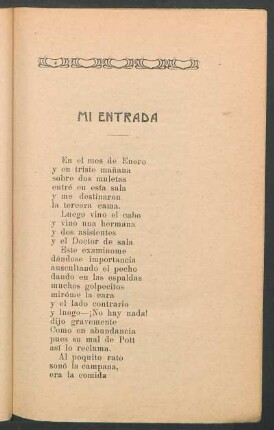 MI ENTRADA
En el mes de Enero
y en triste mañana
sobre dos muletas
entré en esta sala
y me destinaron
la tercera cama.
Luego vino el cabo
y vino una hermana
y dos asistentes
y el Doctor de sala
Este examinome
dándose importancia
auscultando el pecho
dando en las espaldas
muchos golpecitos
miróme la cara
y el lado contrario
y luego—¡No hay nada!
dijo gravemente
Como en abundancia
pues su mal de Pott
así lo reclama.
Al poquito rato
sonó la campana,
era la comida